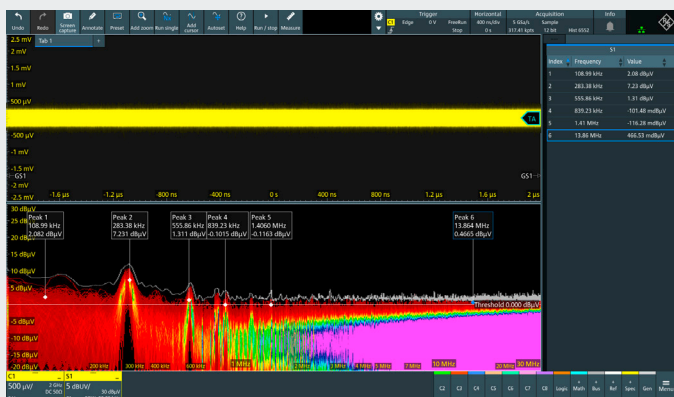 Trigger Horizontal Acquisition Info
C1 Edge 0 V FreeRun 400 ns/div 5 GSa/s Sample
Stop 0 s 317.41 kpts 12 bit Hist 6552
Undo Redo Screen capture Annotate Preset Add zoom Run single Add cursor Autoset Help Run / stop Measure Menu
2.5 mV Tab 1 +
2 mV
1.5 mV
1 mV
500 µV
TA
-500 µV
-1 mV
-1.5 mV
GS1 GS1
-2 mV
-2.5 mV -1.6 µs -1.2 µs -800 ns -400 ns 0 s 400 ns 800 ns 1.2 µs 1.6 µs 2 µs
S1
Index Frequency Value
1 108.99 kHz 2.08 dBµV
2 283.38 kHz 7.23 dBµV
3 555.86 kHz 1.31 dBµV
4 839.23 kHz -101.48 mdBµV
5 1.41 MHz -116.28 mdBµV
6 13.86 MHz 466.53 mdBµV
30 dBµV
Peak 1 Peak 2 Peak 3 Peak 4 Peak 5 Peak 6
108.99 kHz 283.38 kHz 555.86 kHz 839.23 kHz 1.4060 MHz 13.864 MHz
2.082 dBµV 7.231 dBµV 1.311 dBµV -0.1015 dBµV -0.1163 dBµV 0.4665 dBµV
15 dBµV
10 dBµV
5 dBµV
Threshold 0.000 dBµV
-5 dBµV
-10 dBµV
-15 dBµV
-20 dBµV 200 kHz 300 kHz 400 kHz 600 kHz 1 MHz 2 MHz 3 MHz 4 MHz 5 MHz 10 MHz 20 MHz 30 MHz
C1 S1
500 µV/ 2 GHz DC 50Ω 5 dBUV/ 30 dBµV
C2 C3 C4 C5 C6 C7 C8 Logic Math Bus Ref Spec Gen Menu